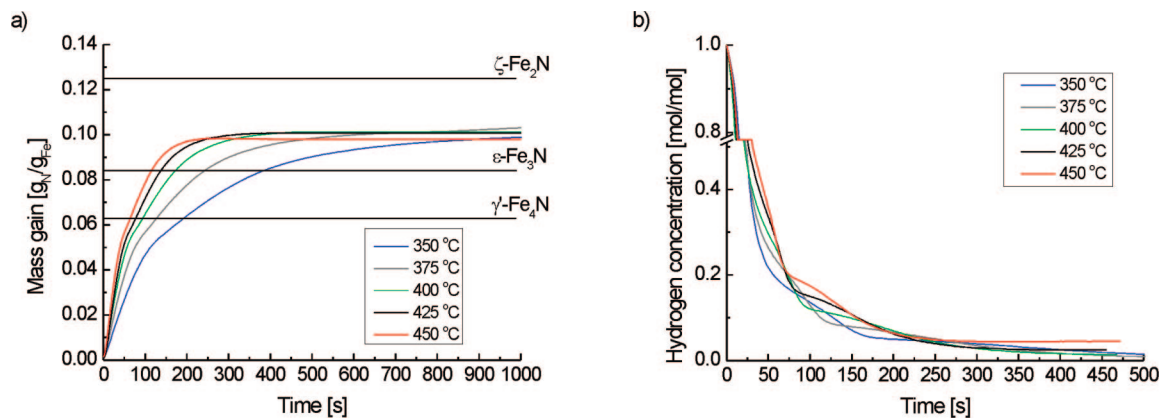 a)
Mass gain [g_N/g_Fe]
0.14
0.12
0.10
0.08
0.06
0.04
0.02
0.00
ζ-Fe₂N
ε-Fe₃N
γ'-Fe₄N
350 °C
375 °C
400 °C
425 °C
450 °C
0 100 200 300 400 500 600 700 800 900 1000
Time [s]
b)
Hydrogen concentration [mol/mol]
1.0
0.8
0.4
0.2
0.0
350 °C
375 °C
400 °C
425 °C
450 °C
0 50 100 150 200 250 300 350 400 450 500
Time [s]